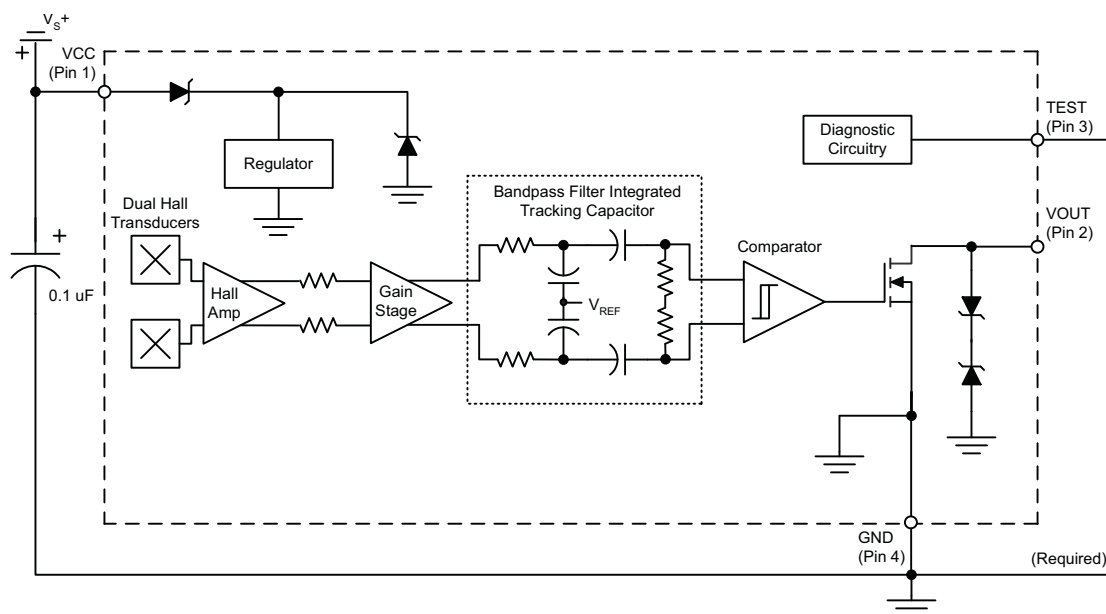 VS+
+
VCC
(Pin 1)
TEST
(Pin 3)
Diagnostic
Circuitry
Regulator
Bandpass Filter Integrated
Tracking Capacitor
Dual Hall
Transducers
VOUT
(Pin 2)
+
Comparator
0.1 uF
Hall
Amp
Gain
Stage
VREF
GND
(Pin 4)
(Required)